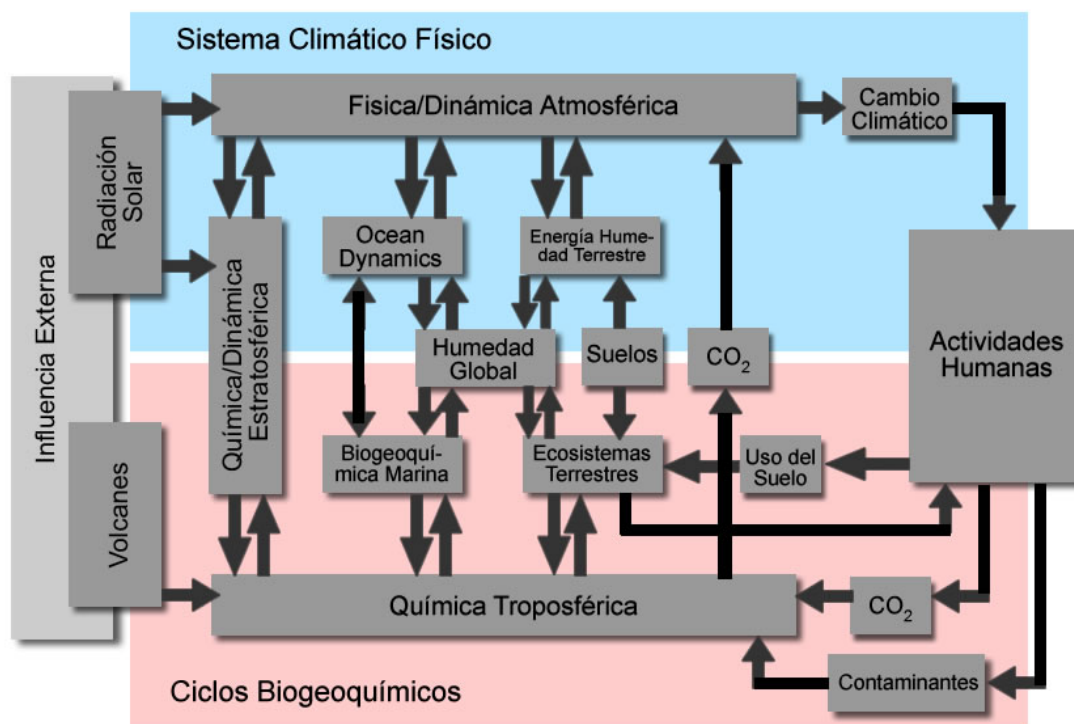 Sistema Climático Físico
Fisica/Dinámica Atmosférica
Cambio
Climático
Influencia Externa
Radiación
Solar
Ocean
Dynamics
Energía Hume-
dad Terrestre
Química/Dinámica
Estratosférica
Humedad
Global
Suelos
CO₂
Actividades
Humanas
Volcanes
Biogeoquí-
mica Marina
Ecosistemas
Terrestres
Uso del
Suelo
Química Troposférica
CO₂
Contaminantes
Ciclos Biogeoquímicos